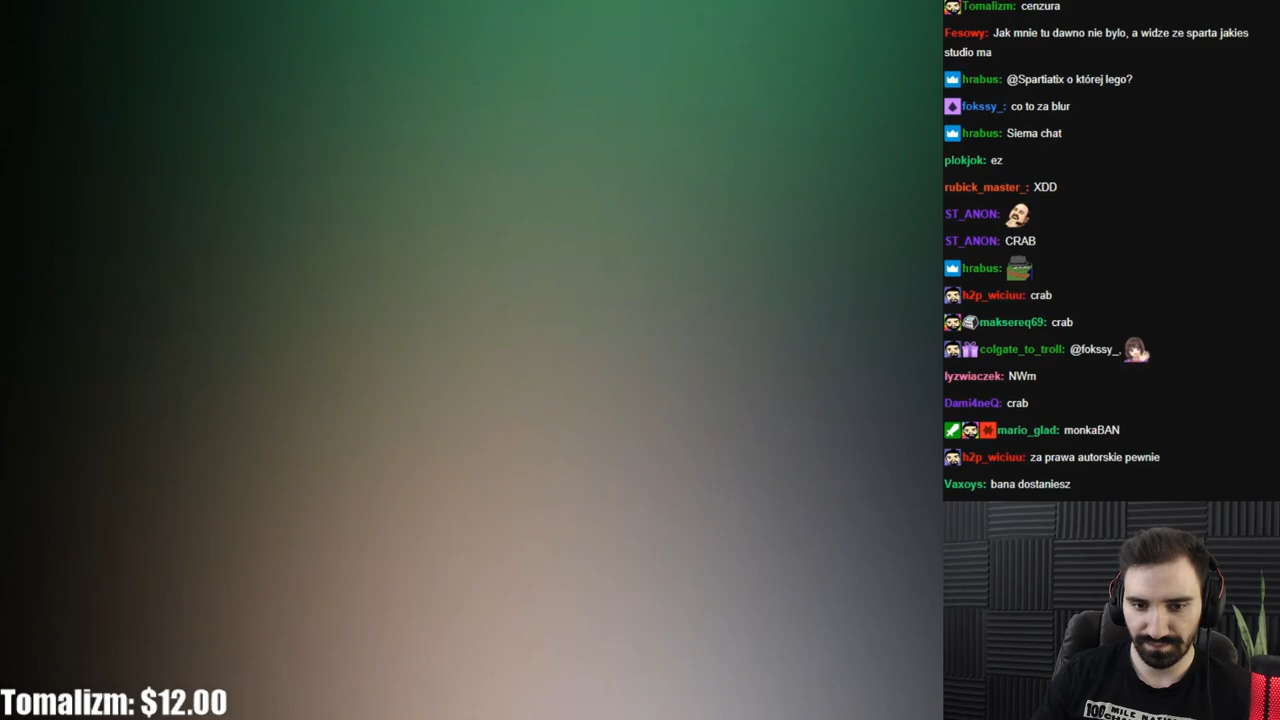 Tomalizm: cenzura
Fesowy: Jak mnie tu dawno nie bylo, a widze ze sparta jakies
studio ma
hrabus: @Spartiatix o której lego?
fokssy_: co to za blur
hrabus: Siema chat
plokjok: ez
rubick_master_: XDD
ST_ANON:
ST_ANON: CRAB
hrabus:
h2p_wiciuu: crab
maksereq69: crab
colgate_to_troll: @fokssy_,
lyzwiaczek: NWm
Dami4neQ: crab
mario_glad: monkaBAN
h2p_wiciuu: za prawa autorskie pewnie
Vaxoys: bana dostaniesz
Tomalizm: $12.00
100 MILE